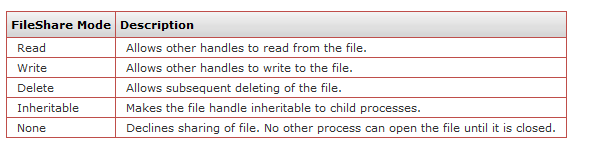 FileShare Mode Description
Read Allows other handles to read from the file.
Write Allows other handles to write to the file.
Delete Allows subsequent deleting of the file.
Inheritable Makes the file handle inheritable to child processes.
None Declines sharing of file. No other process can open the file until it is closed.